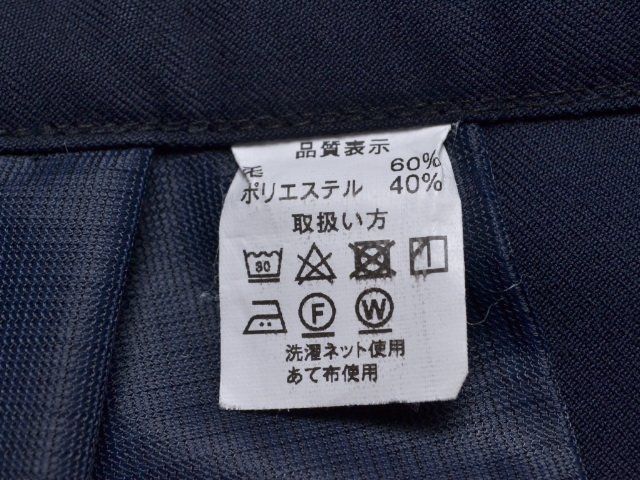 品質表示
毛 60%
ポリエステル 40%
取扱い方
30
F W
洗濯ネット使用
あて布使用